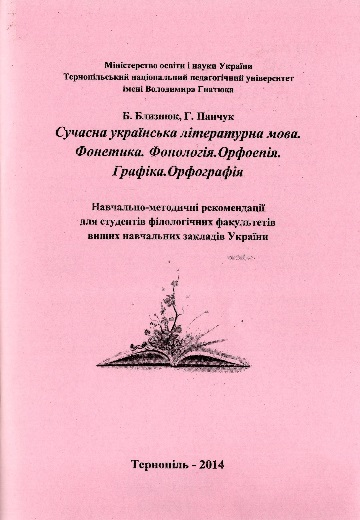 Міністерство освіти і науки України
Тернопільський національний педагогічний університет
імені Володимира Гнатюка
Б. Близнюк, Г. Панчук
Сучасна українська літературна мова.
Фонетика. Фонологія.Орфоепія.
Графіка.Орфографія
Навчально-методичні рекомендації
для студентів філологічних факультетів
вищих навчальних закладів України
Тернопіль - 2014